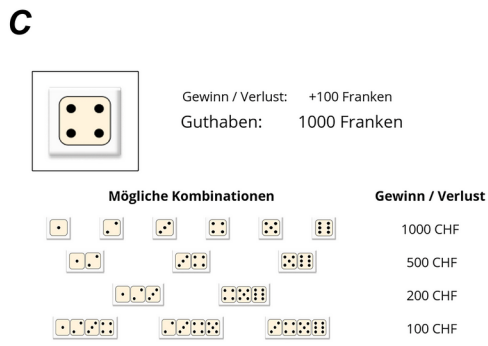 C
Gewinn / Verlust: +100 Franken
Guthaben: 1000 Franken
Mögliche Kombinationen Gewinn / Verlust
1000 CHF
500 CHF
200 CHF
100 CHF